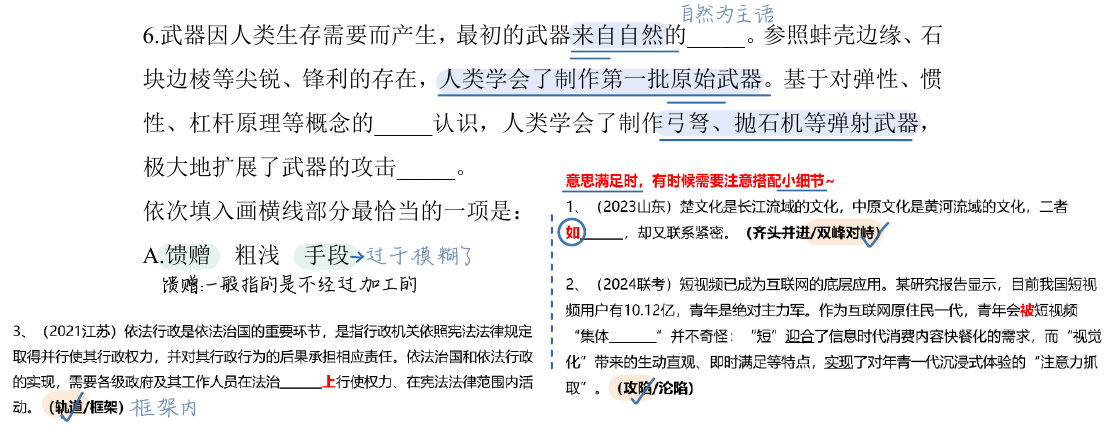 自然为主语
6.武器因人类生存需要而产生，最初的武器来自自然的_____。参照蚌壳边缘、石
块边棱等尖锐、锋利的存在，人类学会了制作第一批原始武器。基于对弹性、惯
性、杠杆原理等概念的_____认识，人类学会了制作弓弩、抛石机等弹射武器，
极大地扩展了武器的攻击_____。
依次填入画横线部分最恰当的一项是：
A.馈赠 粗浅 手段→过于模糊了
馈赠:一般指的是不经过加工的
意思满足时，有时候需要注意搭配小细节~
1、（2023山东）楚文化是长江流域的文化，中原文化是黄河流域的文化，二者
如______，却又联系紧密。（齐头并进/双峰对峙）
2、（2024联考）短视频已成为互联网的底层应用。某研究报告显示，目前我国短视
频用户有10.12亿，青年是绝对主力军。作为互联网原住民一代，青年会被短视频
“集体______“并不奇怪：“短”迎合了信息时代消费内容快餐化的需求，而“视觉
化”带来的生动直观、即时满足等特点，实现了对年青一代沉浸式体验的“注意力抓
取”。（攻陷/沦陷）
3、（2021江苏）依法行政是依法治国的重要环节，是指行政机关依照宪法法律规定
取得并行使其行政权力，并对其行政行为的后果承担相应责任。依法治国和依法行政
的实现，需要各级政府及其工作人员在法治______上行使权力、在宪法法律范围内活
动。（轨道/框架）框架内